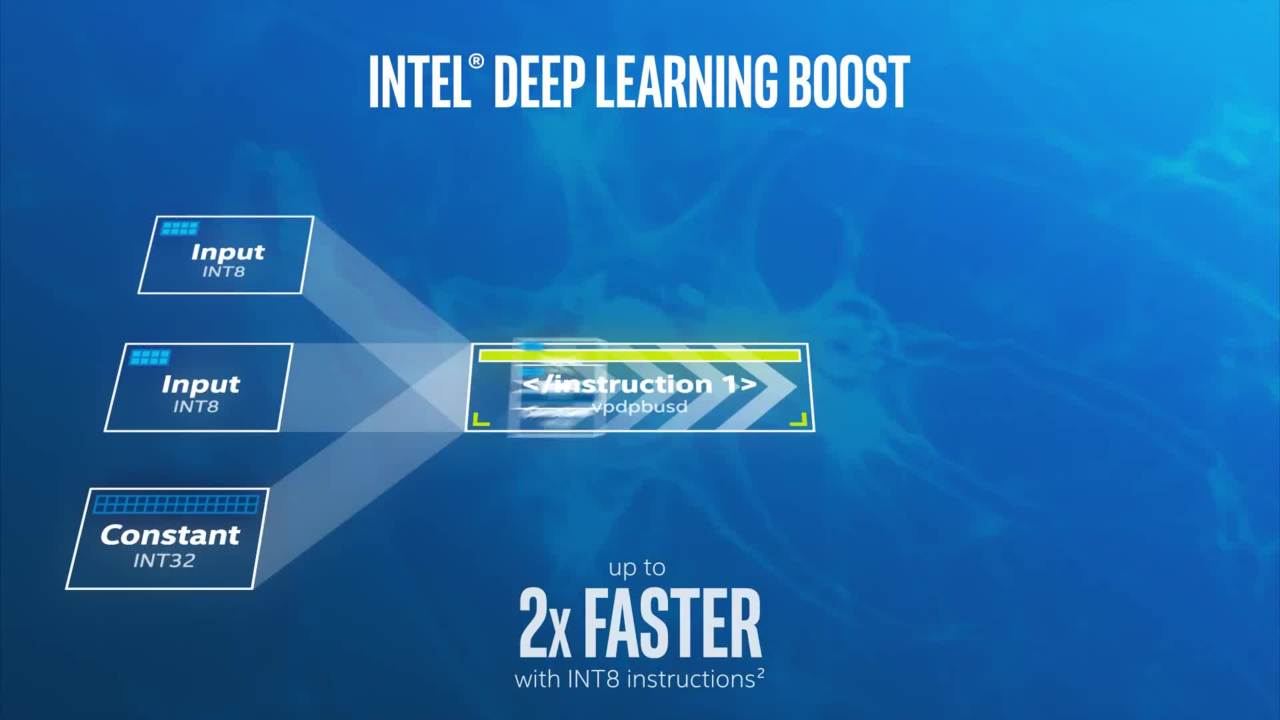 INTEL® DEEP LEARNING BOOST
Input
INT8
Input
INT8
Constant
INT32
</instruction 1>
vpdpbusd
up to
2x FASTER
with INT8 instructions²